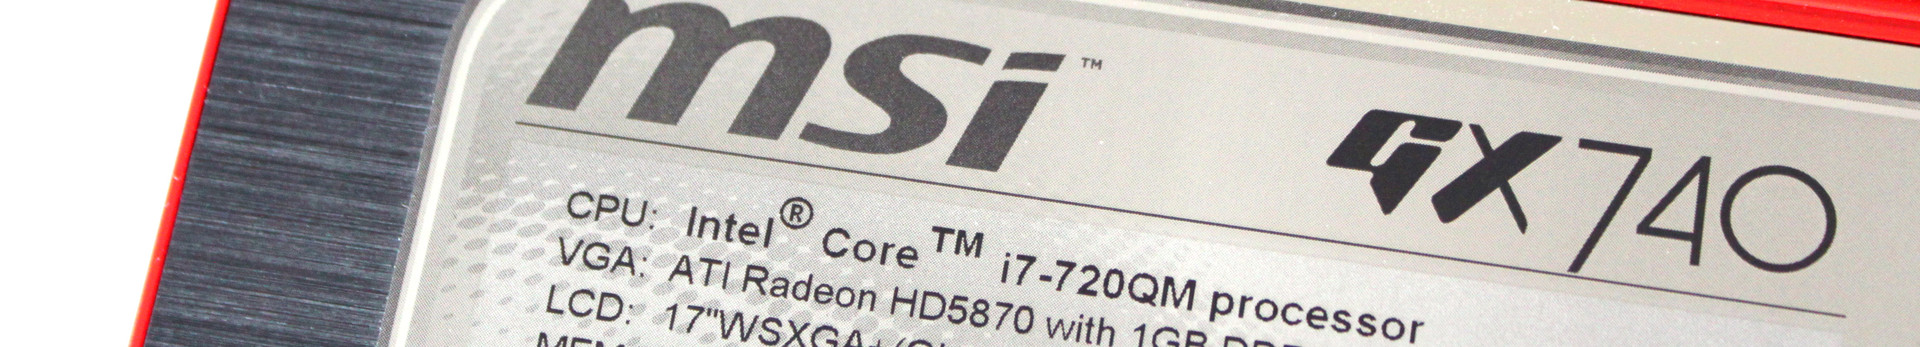 msi™
GX740
CPU: Intel® Core™ i7-720QM processor
VGA: ATI Radeon HD5870 with 1GB
LCD: 17"WSXGA+